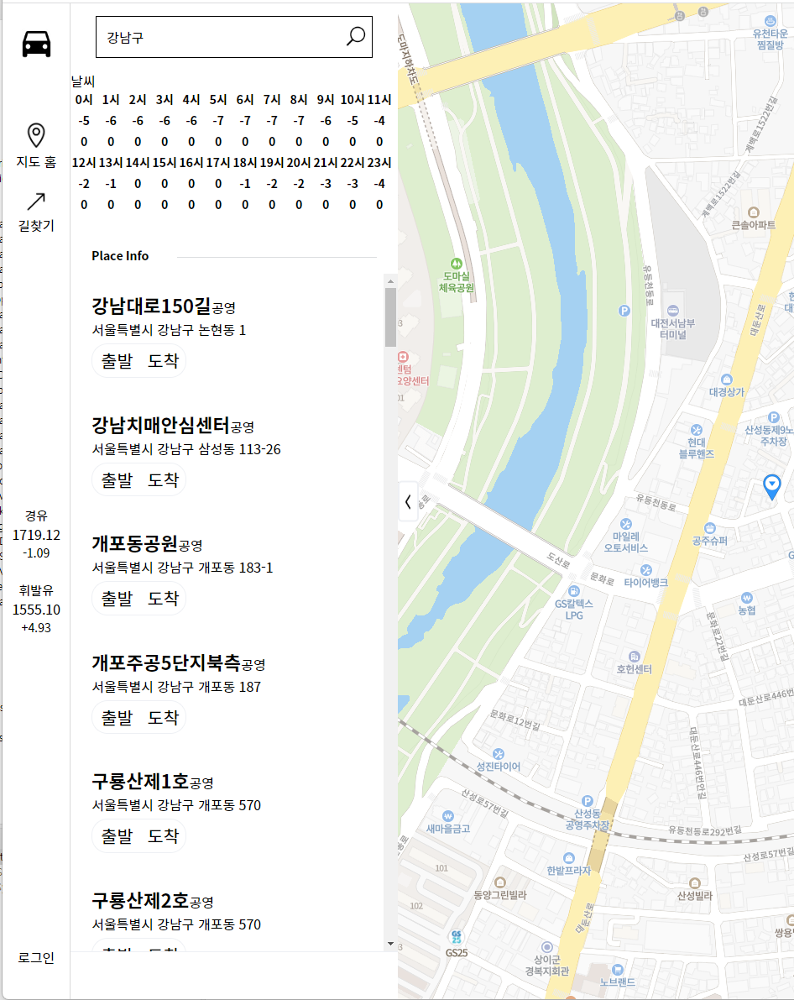 강남구
날씨
0시 1시 2시 3시 4시 5시 6시 7시 8시 9시 10시 11시
-5 -6 -6 -6 -6 -7 -7 -7 -7 -6 -5 -4
0 0 0 0 0 0 0 0 0 0 0 0
12시 13시 14시 15시 16시 17시 18시 19시 20시 21시 22시 23시
-2 -1 0 0 0 0 -1 -2 -2 -3 -3 -4
0 0 0 0 0 0 0 0 0 0 0 0
지도 홈
길찾기
경유
1719.12
-1.09
휘발유
1555.10
+4.93
로그인
Place Info
강남대로150길공영
서울특별시 강남구 논현동 1
출발 도착
강남치매안심센터공영
서울특별시 강남구 삼성동 113-26
출발 도착
개포동공원공영
서울특별시 강남구 개포동 183-1
출발 도착
개포주공5단지북측공영
서울특별시 강남구 개포동 187
출발 도착
구룡산제1호공영
서울특별시 강남구 개포동 570
출발 도착
구룡산제2호공영
서울특별시 강남구 개포동 570
출발 도착
도마지하차도
유천타운
찜질방
계백로1522번길
계백로1522번길
큰솔아파트
도마실
체육공원
유등천동로
P
대전서남부
터미널
대둔산로
센텀
요양센터
대경상가
P
산성동제9노
주차장
현대
블루핸즈
유등천동로
마일레
오토서비스
공주슈퍼
도산로
문화로
타이어뱅크
GS칼텍스
LPG
농협
문화로22번길
호헌센터
대둔산로446번
문화로12번길
대둔산로446번안길
성진타이어
산성로57번길
P
산성동
공영주차장
새마을금고
유등천동로292번길
산성로57번길
101
한밭프라자
동양그린빌라
산성빌라
102
대둔산로
쌍용
GS25
GS25
상이군
경복지회관
노브랜드